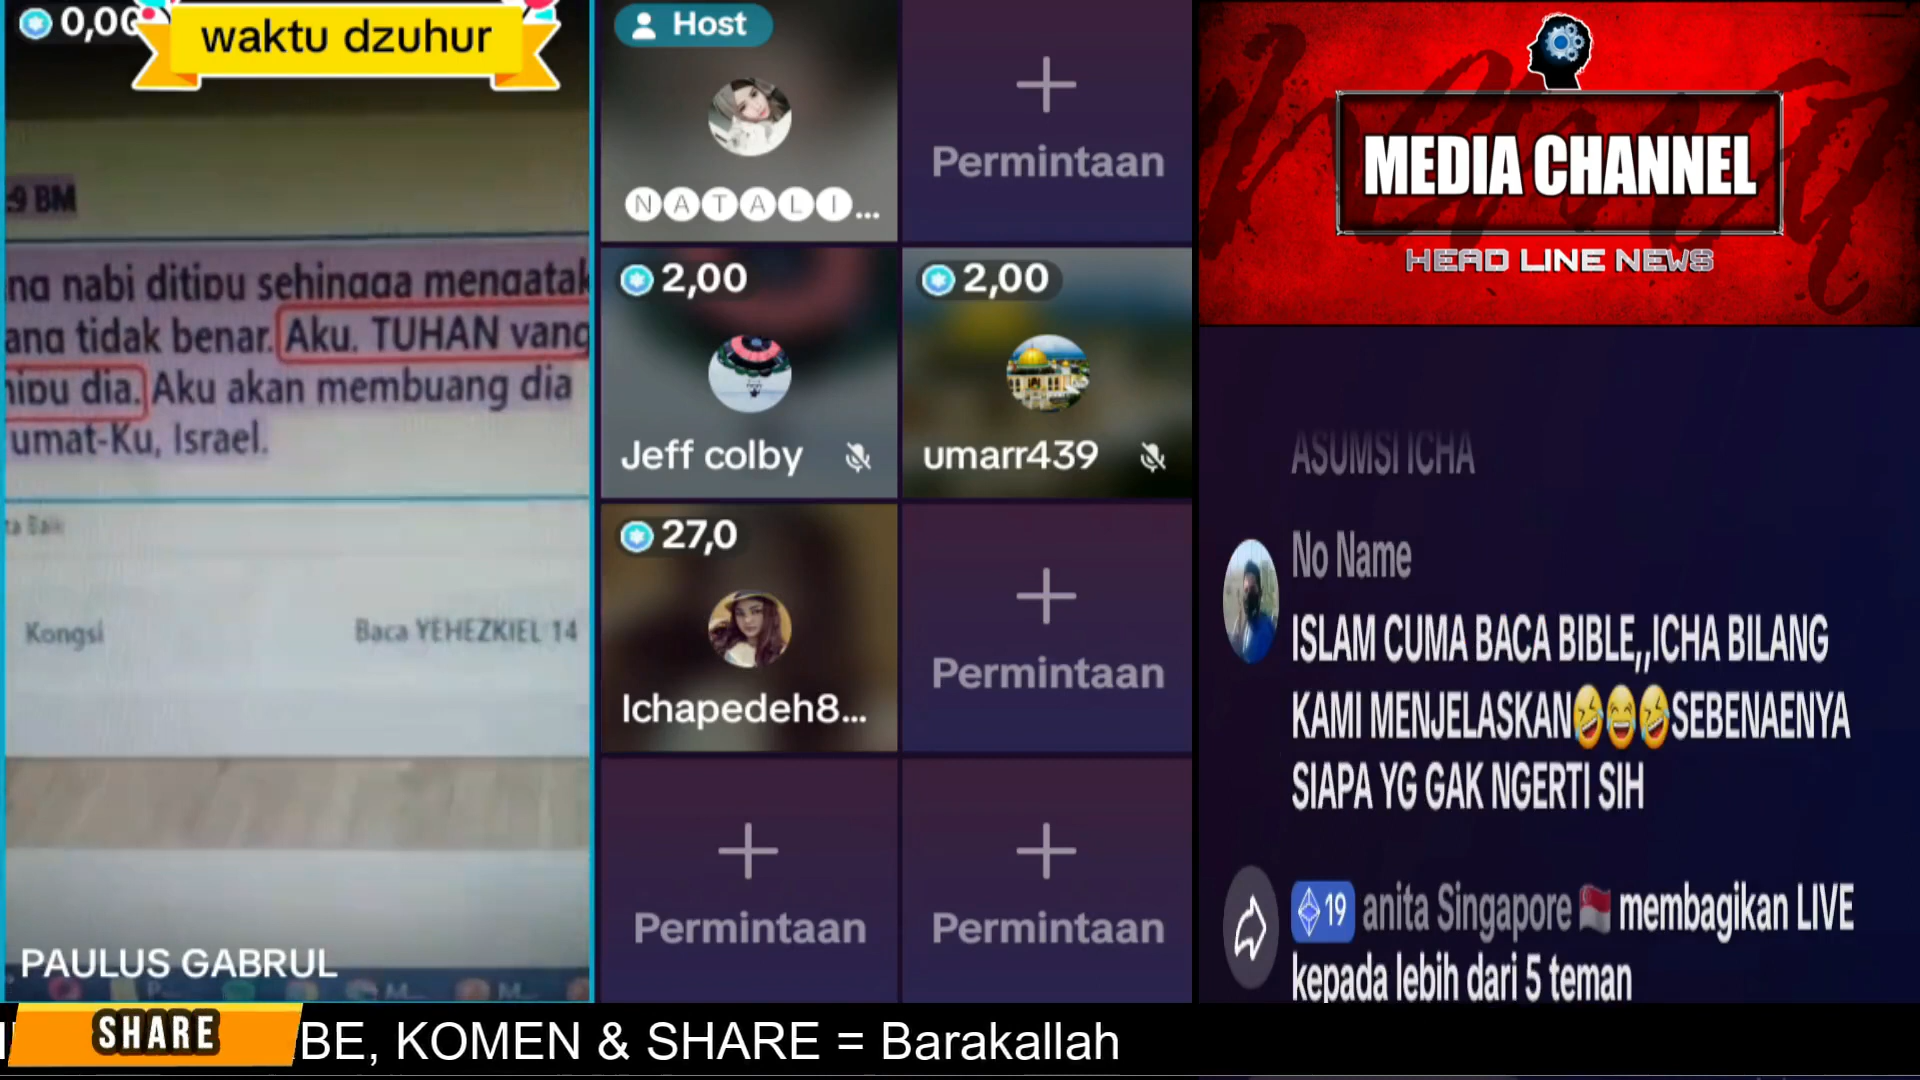 0,00
waktu dzuhur
-9 BM
ng nabi ditipu sehingga mengatak
ang tidak benar. Aku, TUHAN yang
nipu dia. Aku akan membuang dia
umat-Ku, Israel.
Kongsi
Baca YEHEZKIEL 14
PAULUS GABRUL
Host
NATALI...
Permintaan
2,00
Jeff colby
2,00
umarr439
27,0
Ichapedeh8...
Permintaan
Permintaan
Permintaan
MEDIA CHANNEL
HEAD LINE NEWS
ASUMSI ICHA
No Name
ISLAM CUMA BACA BIBLE,,ICHA BILANG
KAMI MENJELASKAN🤣😂🤣SEBENAENYA
SIAPA YG GAK NGERTI SIH
19 anita Singapore 🇸🇬 membagikan LIVE
kepada lebih dari 5 teman
SHARE
BE, KOMEN & SHARE = Barakallah